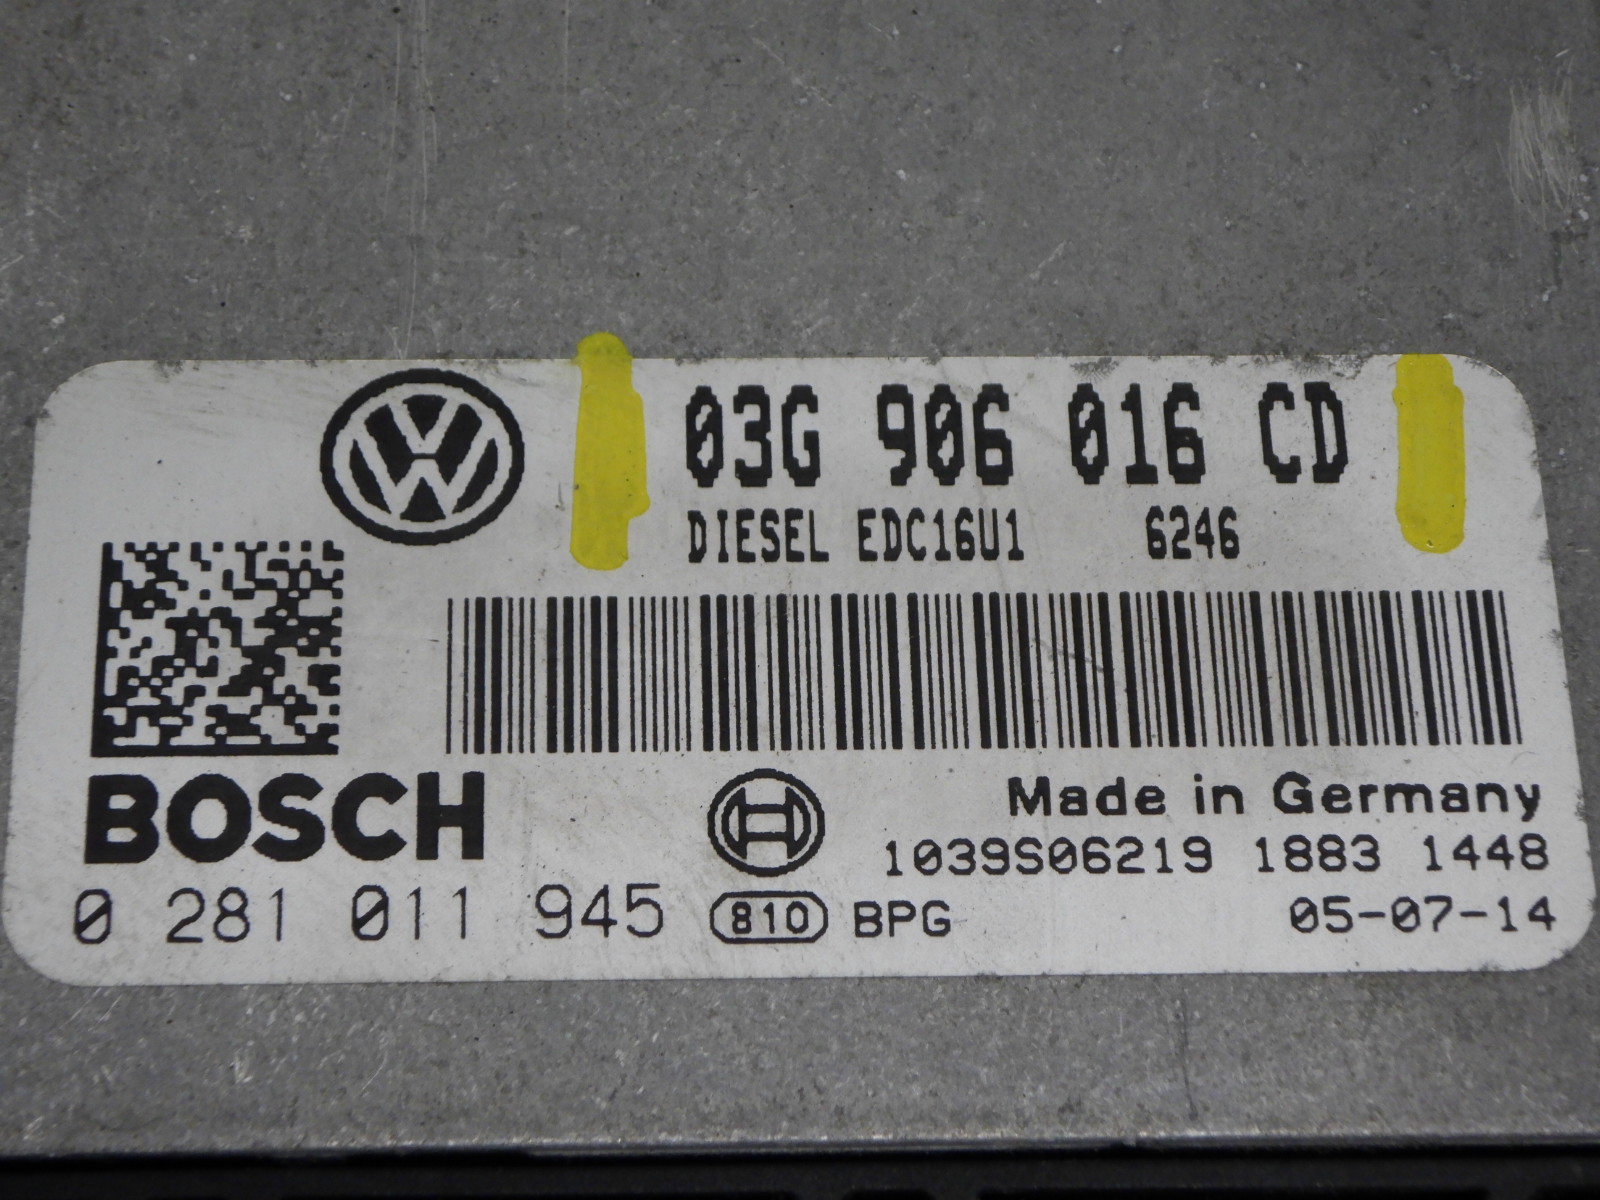 03G 906 016 CD
DIESEL EDC16U1 6246
BOSCH
Made in Germany
1039S06219 1883 1448
0 281 011 945 810 BPG 05-07-14